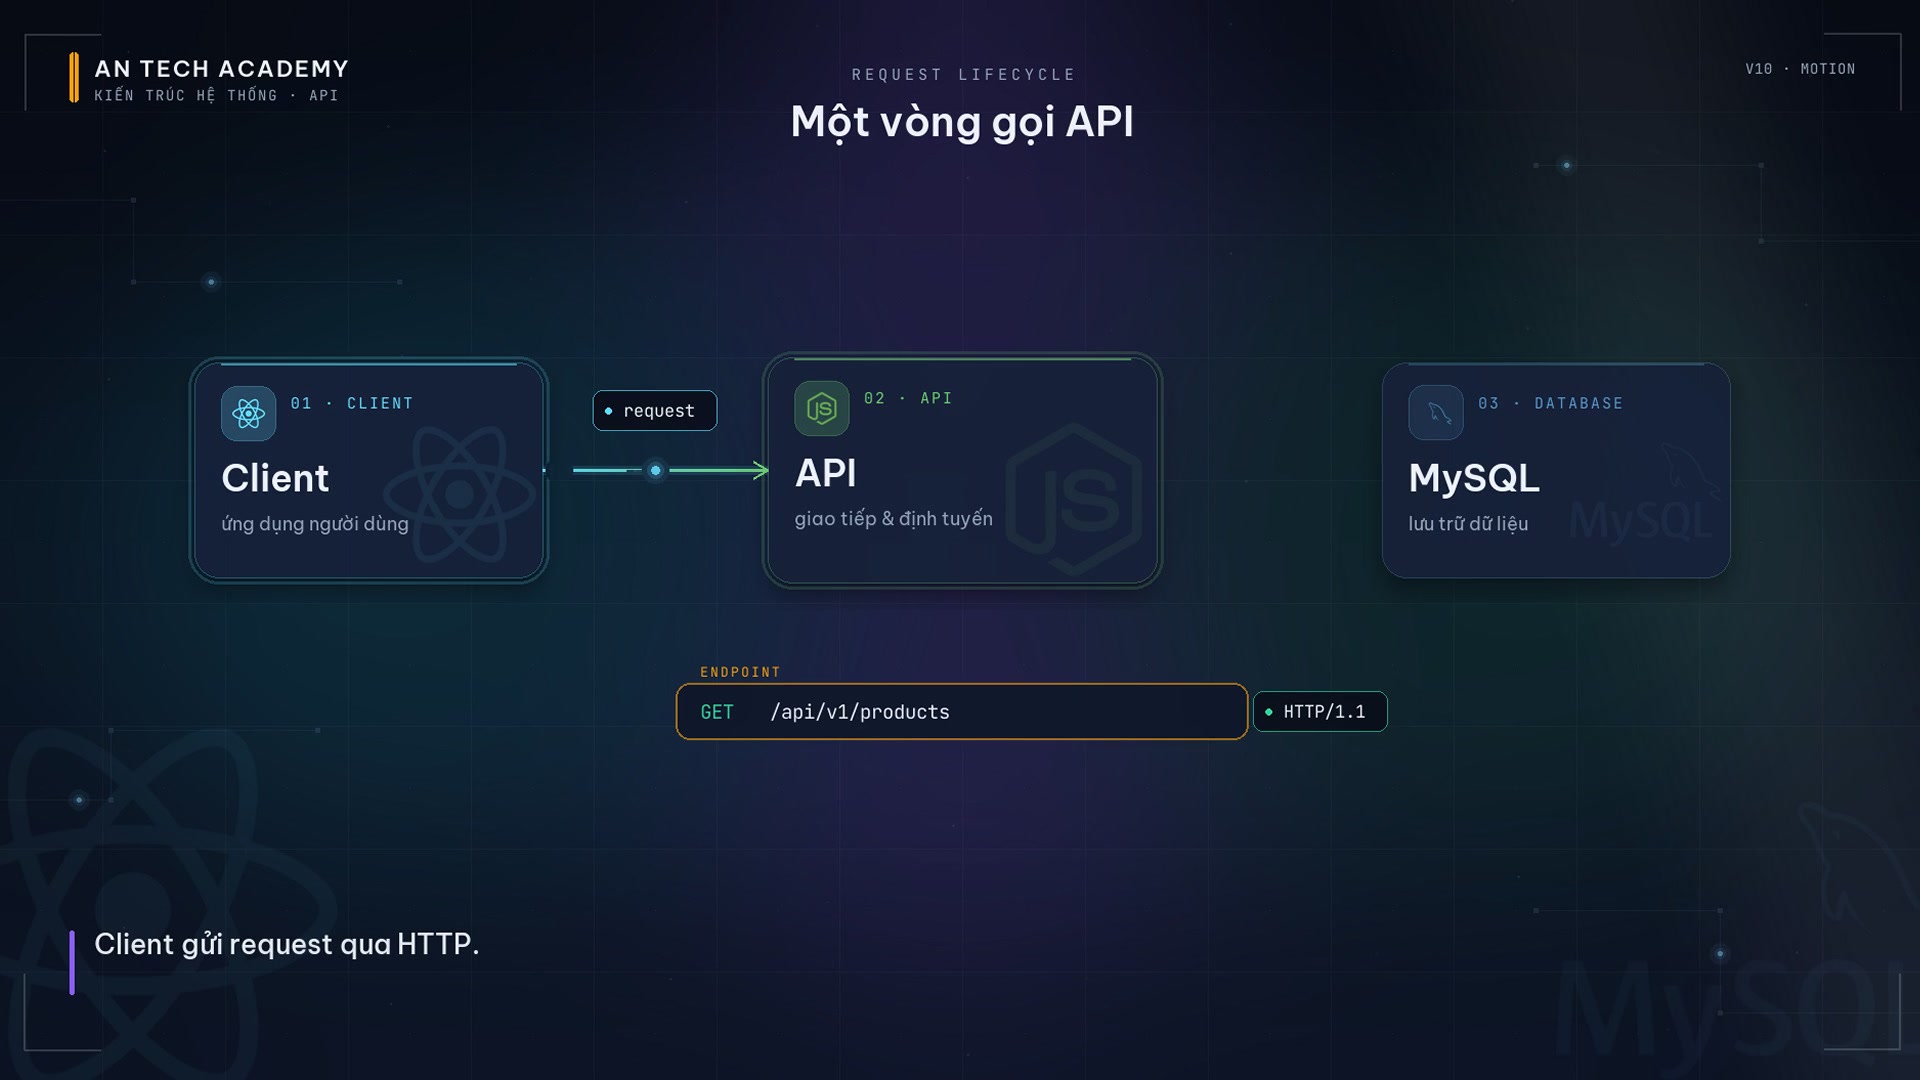 AN TECH ACADEMY
KIẾN TRÚC HỆ THỐNG · API
REQUEST LIFECYCLE
Một vòng gọi API
V10 · MOTION
01 · CLIENT
Client
ứng dụng người dùng
request
02 · API
API
giao tiếp & định tuyến
JS
JS
03 · DATABASE
MySQL
lưu trữ dữ liệu
MySQL
ENDPOINT
GET /api/v1/products
HTTP/1.1
Client gửi request qua HTTP.
MySQL